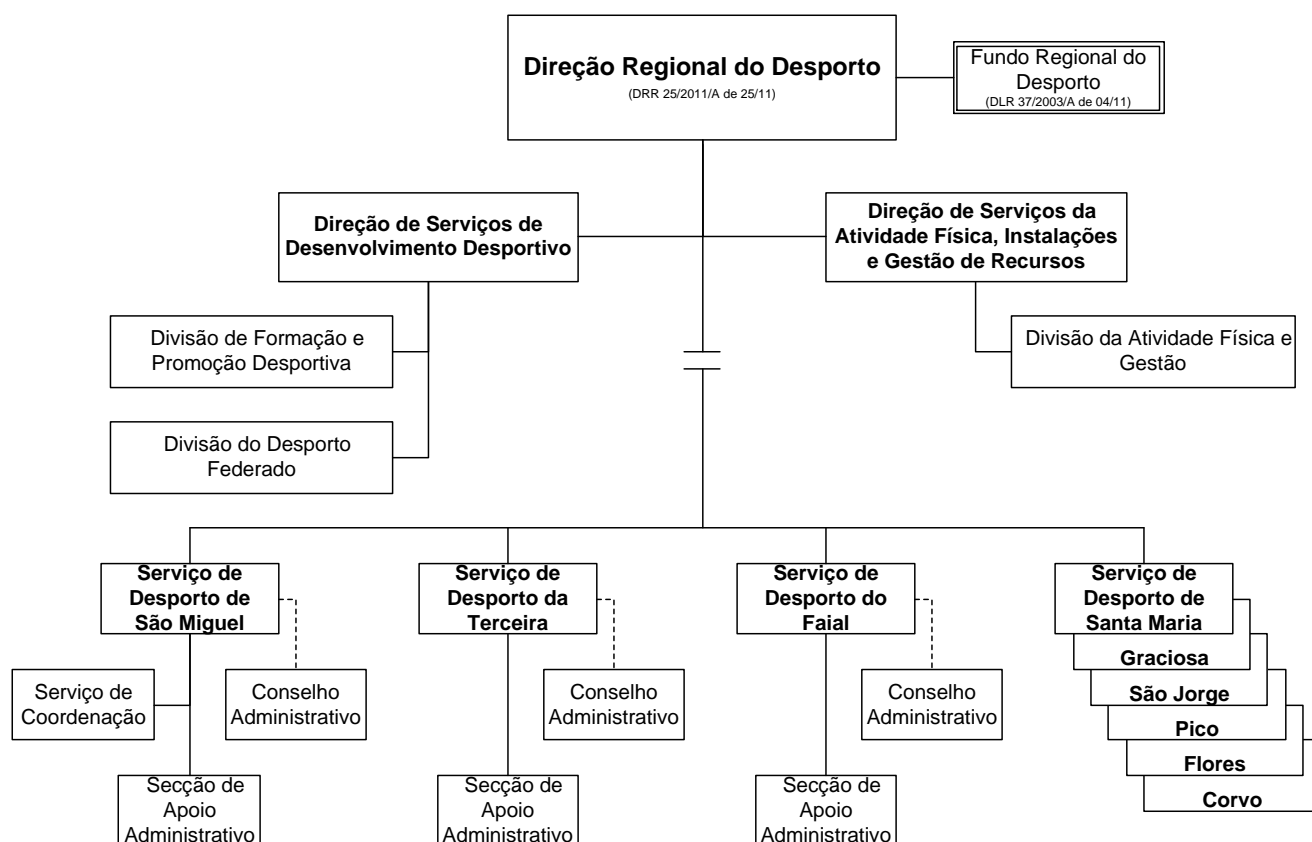 Direção Regional do Desporto
(DRR 25/2011/A de 25/11)
Fundo Regional do
Desporto
(DLR 37/2003/A de 04/11)
Direção de Serviços de
Desenvolvimento Desportivo
Direção de Serviços da
Atividade Física, Instalações
e Gestão de Recursos
Divisão de Formação e
Promoção Desportiva
Divisão da Atividade Física e
Gestão
Divisão do Desporto
Federado
Serviço de
Desporto de
São Miguel
Serviço de
Desporto da
Terceira
Serviço de
Desporto do
Faial
Serviço de
Desporto de
Santa Maria
Graciosa
São Jorge
Pico
Flores
Corvo
Serviço de
Coordenação
Conselho
Administrativo
Conselho
Administrativo
Conselho
Administrativo
Secção de
Apoio
Administrativo
Secção de
Apoio
Administrativo
Secção de
Apoio
Administrativo